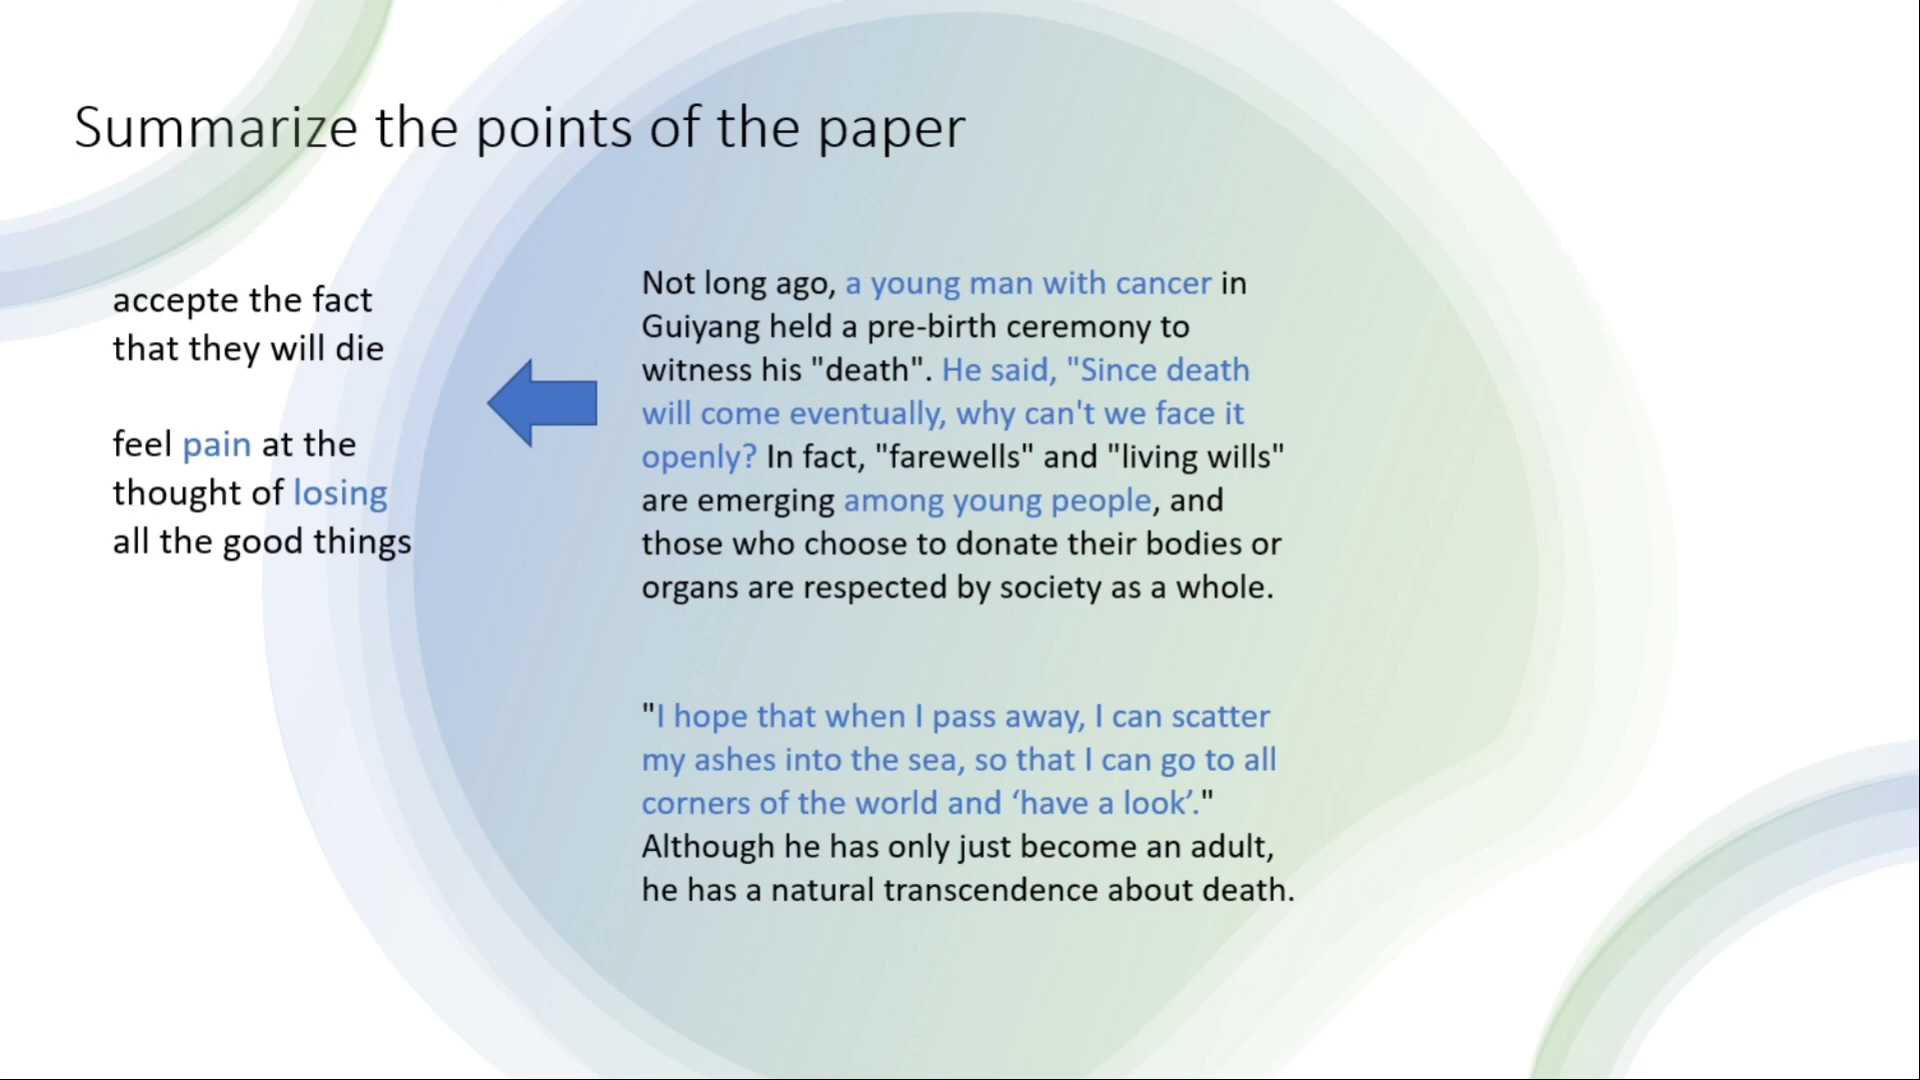 Summarize the points of the paper
accepte the fact
that they will die
feel pain at the
thought of losing
all the good things
Not long ago, a young man with cancer in
Guiyang held a pre-birth ceremony to
witness his "death". He said, "Since death
will come eventually, why can't we face it
openly? In fact, "farewells" and "living wills"
are emerging among young people, and
those who choose to donate their bodies or
organs are respected by society as a whole.
"I hope that when I pass away, I can scatter
my ashes into the sea, so that I can go to all
corners of the world and ‘have a look’."
Although he has only just become an adult,
he has a natural transcendence about death.